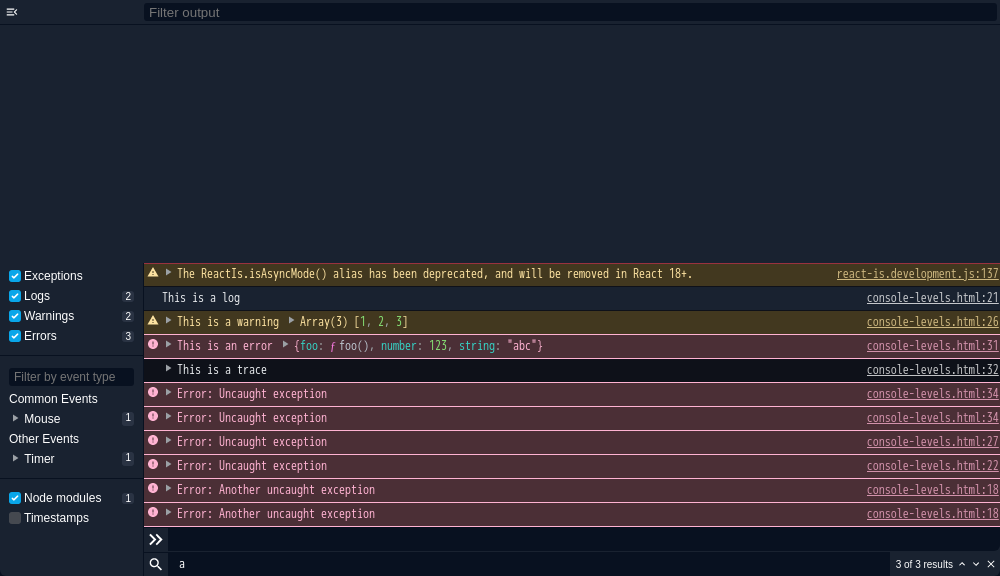 Filter output
Exceptions
Logs 2
Warnings 2
Errors 3
Filter by event type
Common Events
Mouse 1
Other Events
Timer 1
Node modules 1
Timestamps
The ReactIs.isAsyncMode() alias has been deprecated, and will be removed in React 18+. react-is.development.js:137
This is a log console-levels.html:21
This is a warning Array(3) [1, 2, 3] console-levels.html:26
This is an error {foo: ƒ foo(), number: 123, string: "abc"} console-levels.html:31
This is a trace console-levels.html:32
Error: Uncaught exception console-levels.html:34
Error: Uncaught exception console-levels.html:34
Error: Uncaught exception console-levels.html:27
Error: Uncaught exception console-levels.html:22
Error: Another uncaught exception console-levels.html:18
Error: Another uncaught exception console-levels.html:18
a 3 of 3 results